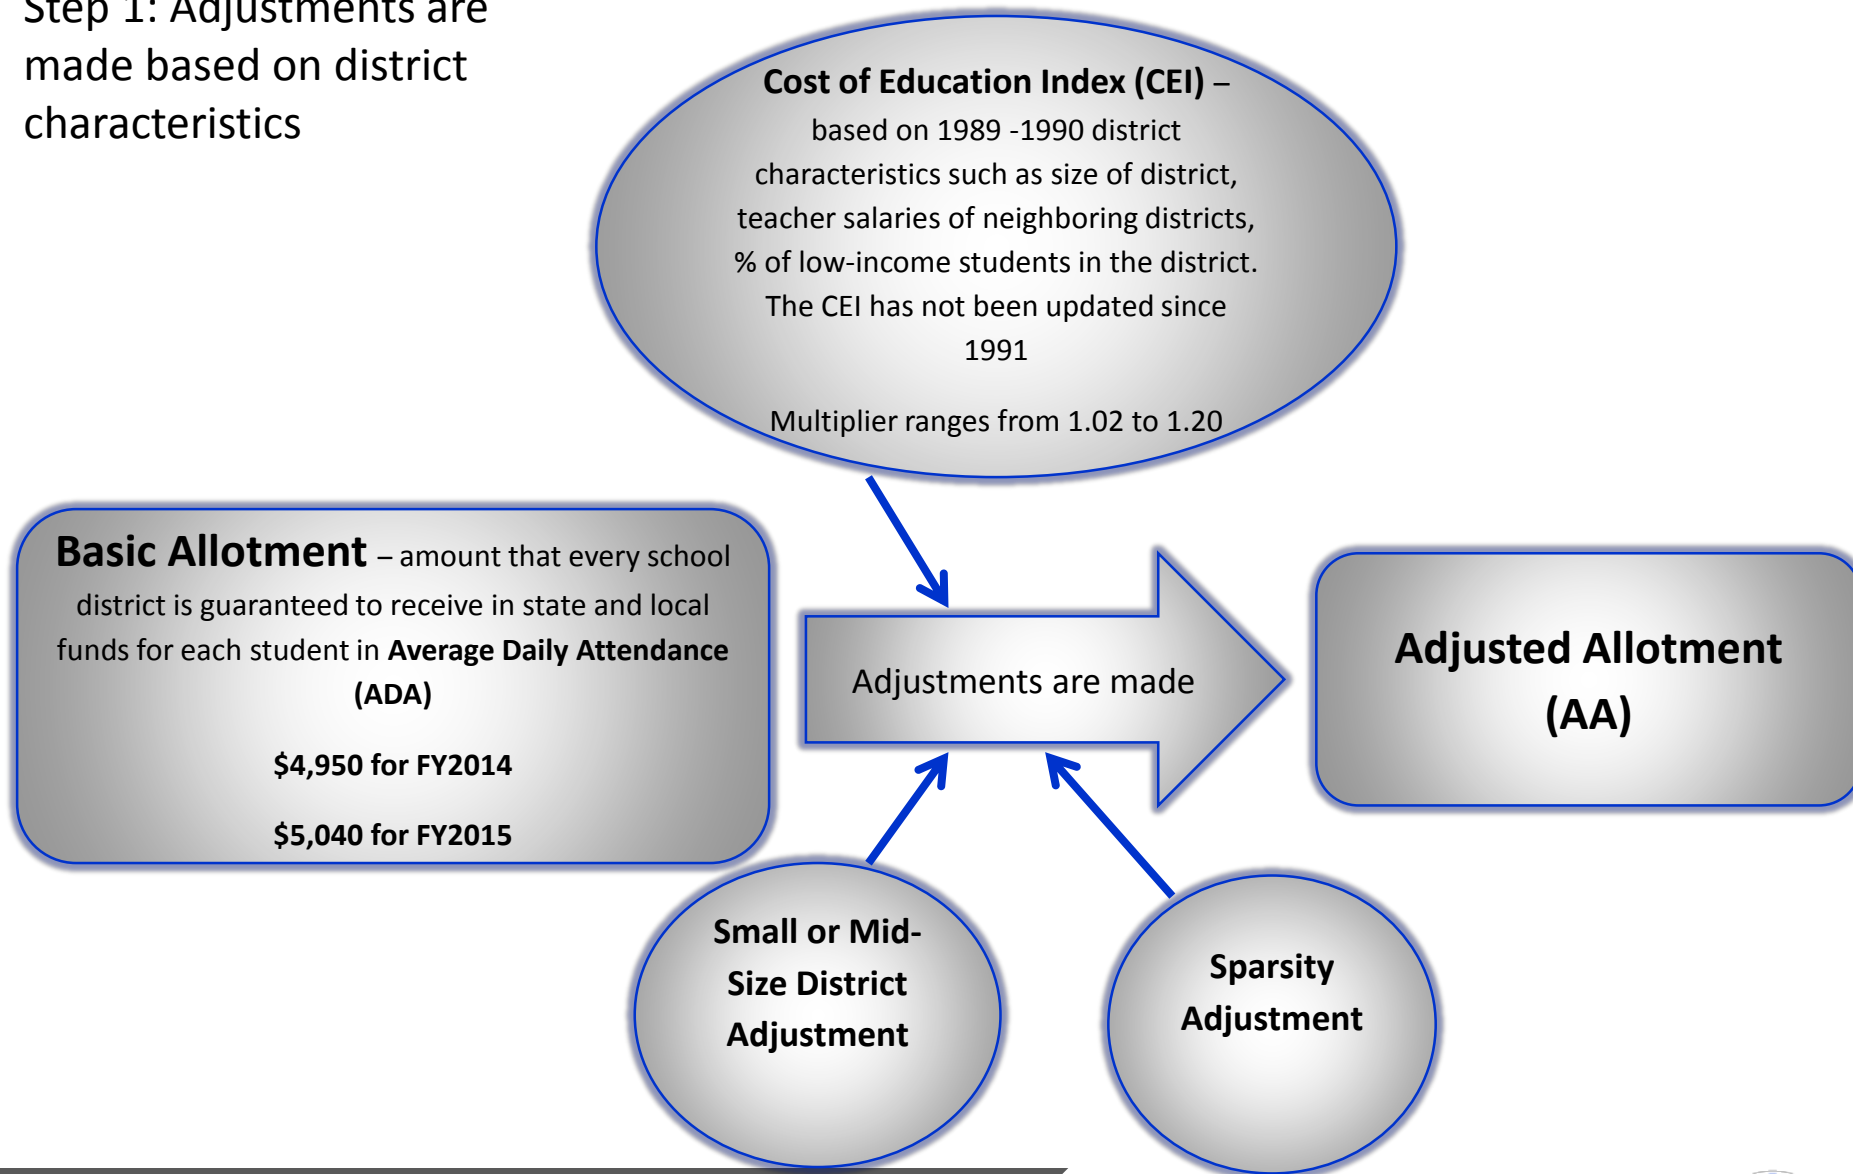 Step 1: Adjustments are
made based on district
characteristics
Cost of Education Index (CEI) –
based on 1989 -1990 district
characteristics such as size of district,
teacher salaries of neighboring districts,
% of low-income students in the district.
The CEI has not been updated since
1991
Multiplier ranges from 1.02 to 1.20
Basic Allotment – amount that every school
district is guaranteed to receive in state and local
funds for each student in Average Daily Attendance
(ADA)
$4,950 for FY2014
$5,040 for FY2015
Adjustments are made
Adjusted Allotment
(AA)
Small or Mid-
Size District
Adjustment
Sparsity
Adjustment